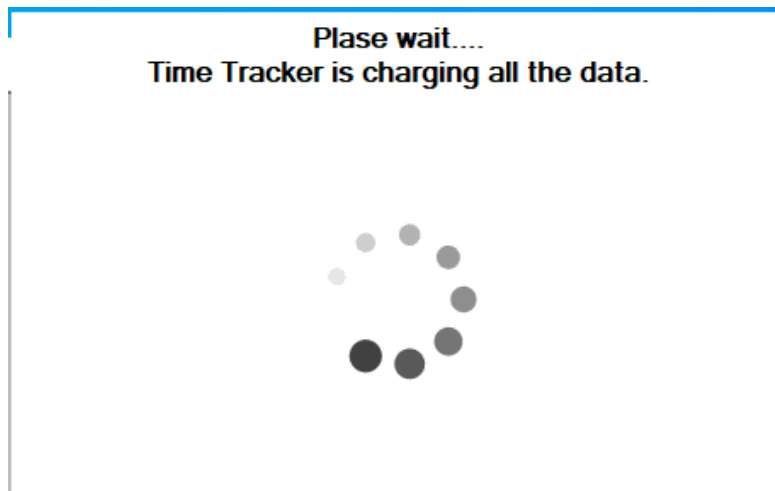 Plase wait....
Time Tracker is charging all the data.